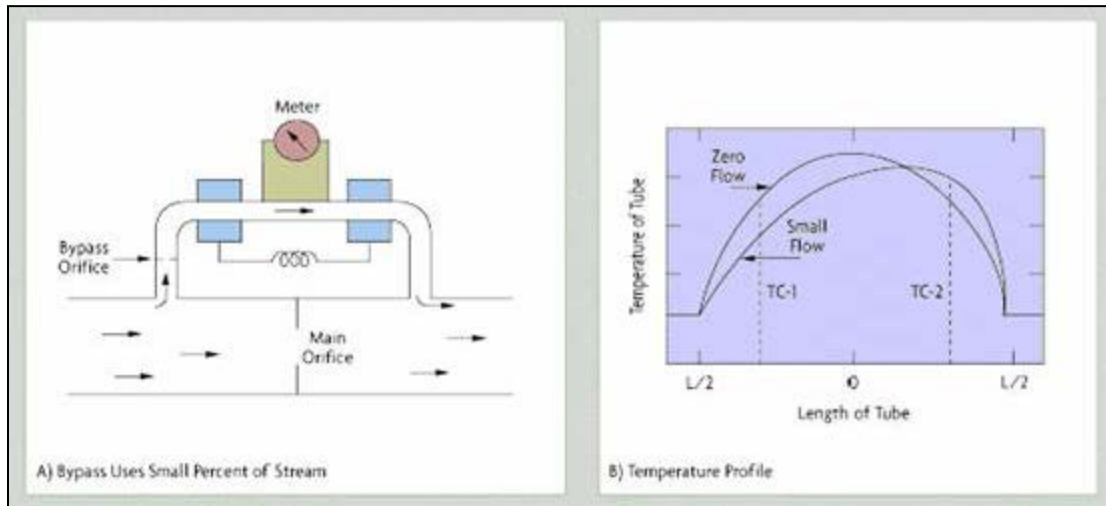 Meter
Bypass
Orifice
Main
Orifice
A) Bypass Uses Small Percent of Stream
Temperature of Tube
Zero
Flow
Small
Flow
TC-1
TC-2
L/2
0
L/2
Length of Tube
B) Temperature Profile